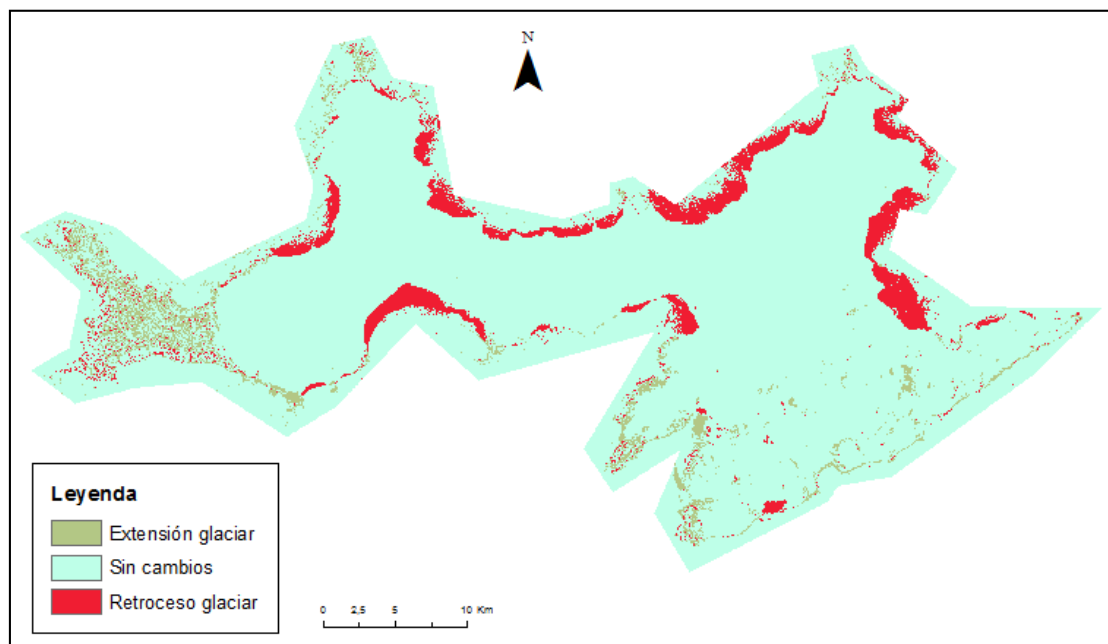 N
Leyenda
Extensión glaciar
Sin cambios
Retroceso glaciar
0 2,5 5 10 Km